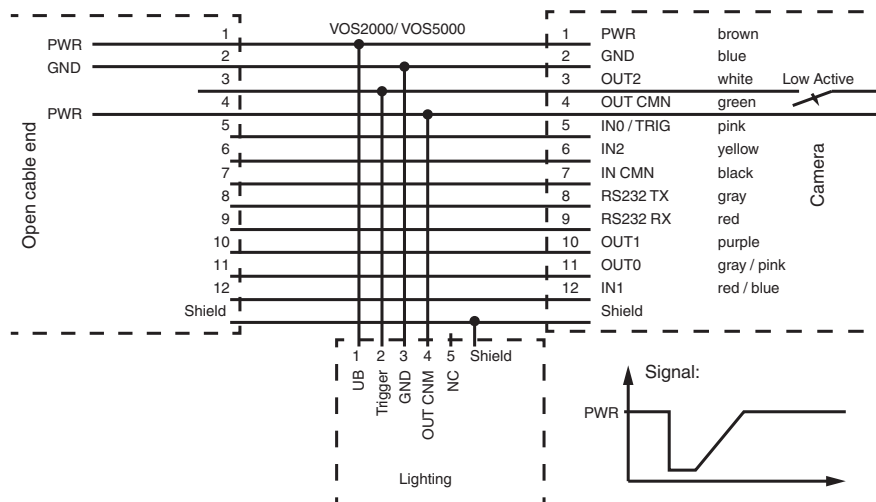 VOS2000/ VOS5000
Open cable end
PWR 1
GND 2
3
PWR 4
5
6
7
8
9
10
11
12
Shield
1 PWR brown
2 GND blue
3 OUT2 white Low Active
4 OUT CMN green
5 IN0 / TRIG pink
6 IN2 yellow
7 IN CMN black
8 RS232 TX gray
9 RS232 RX red
10 OUT1 purple
11 OUT0 gray / pink
12 IN1 red / blue
Shield
Camera
1 2 3 4 5 Shield
UB
Trigger
GND
OUT CNM
NC
Lighting
Signal:
PWR